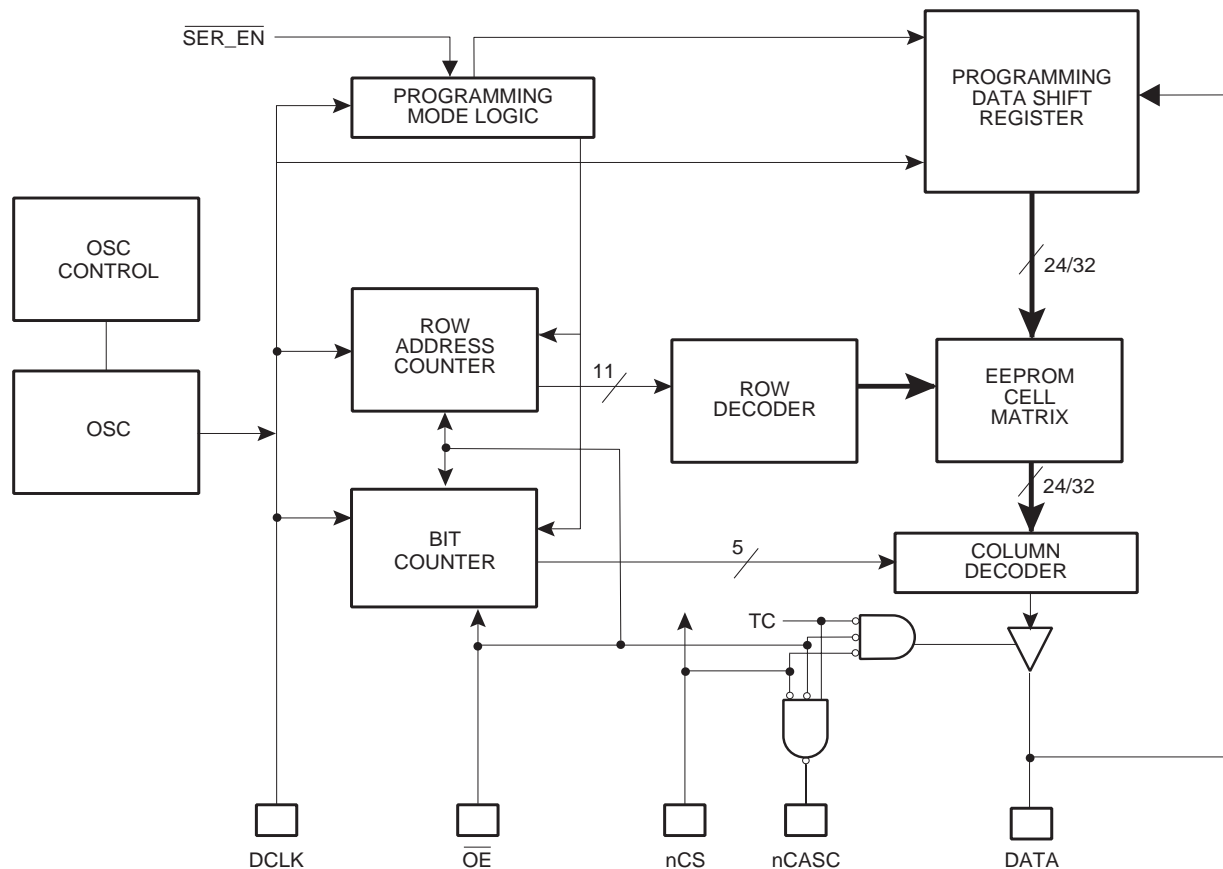 SER_EN
PROGRAMMING
MODE LOGIC
PROGRAMMING
DATA SHIFT
REGISTER
OSC
CONTROL
24/32
ROW
ADDRESS
COUNTER
11
ROW
DECODER
EEPROM
CELL
MATRIX
OSC
24/32
BIT
COUNTER
5
COLUMN
DECODER
TC
DCLK
OE
nCS
nCASC
DATA